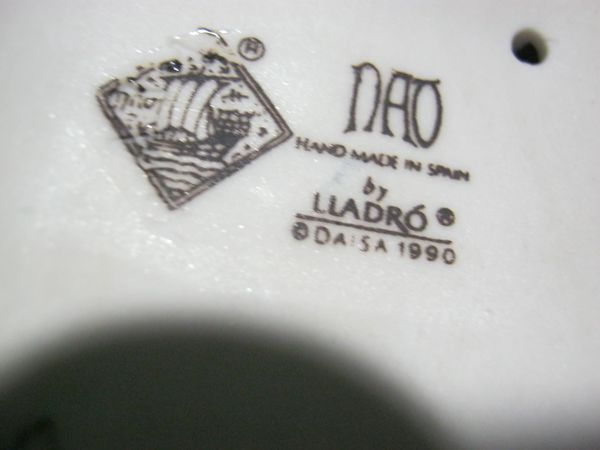 ®
NAO
HAND MADE IN SPAIN
by
LLADRÓ ®
© DAISA 1990